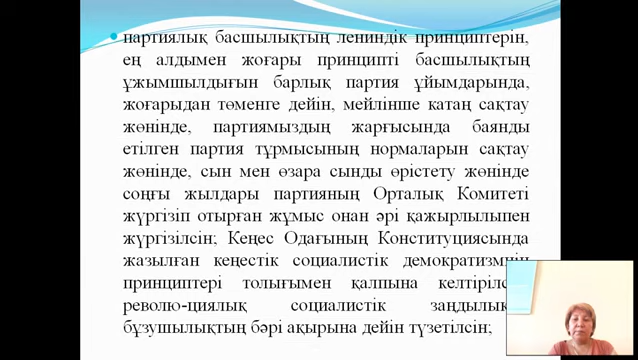 партиялық басшылықтың лениндік принциптерін,
ең алдымен жоғары принципті басшылықтың
ұжымшылдығын барлық партия ұйымдарында,
жоғарыдан төменге дейін, мейлінше катаң сақтау
жөнінде, партиямыздың жарғысында баянды
етілген партия тұрмысының нормаларын сақтау
жөнінде, сын мен өзара сынды өрістету жөнінде
соңғы жылдары партияның Орталық Комитеті
жүргізіп отырған жұмыс онан әрі қажырлылыпен
жүргізілсін; Кеңес Одағының Конституциясында
жазылған кеңестік социалистік демократизмнің
принциптері толығымен қалпына
револю-циялық социалистік
бұзушылықтың бәрі ақырына дейін түзетілсін;